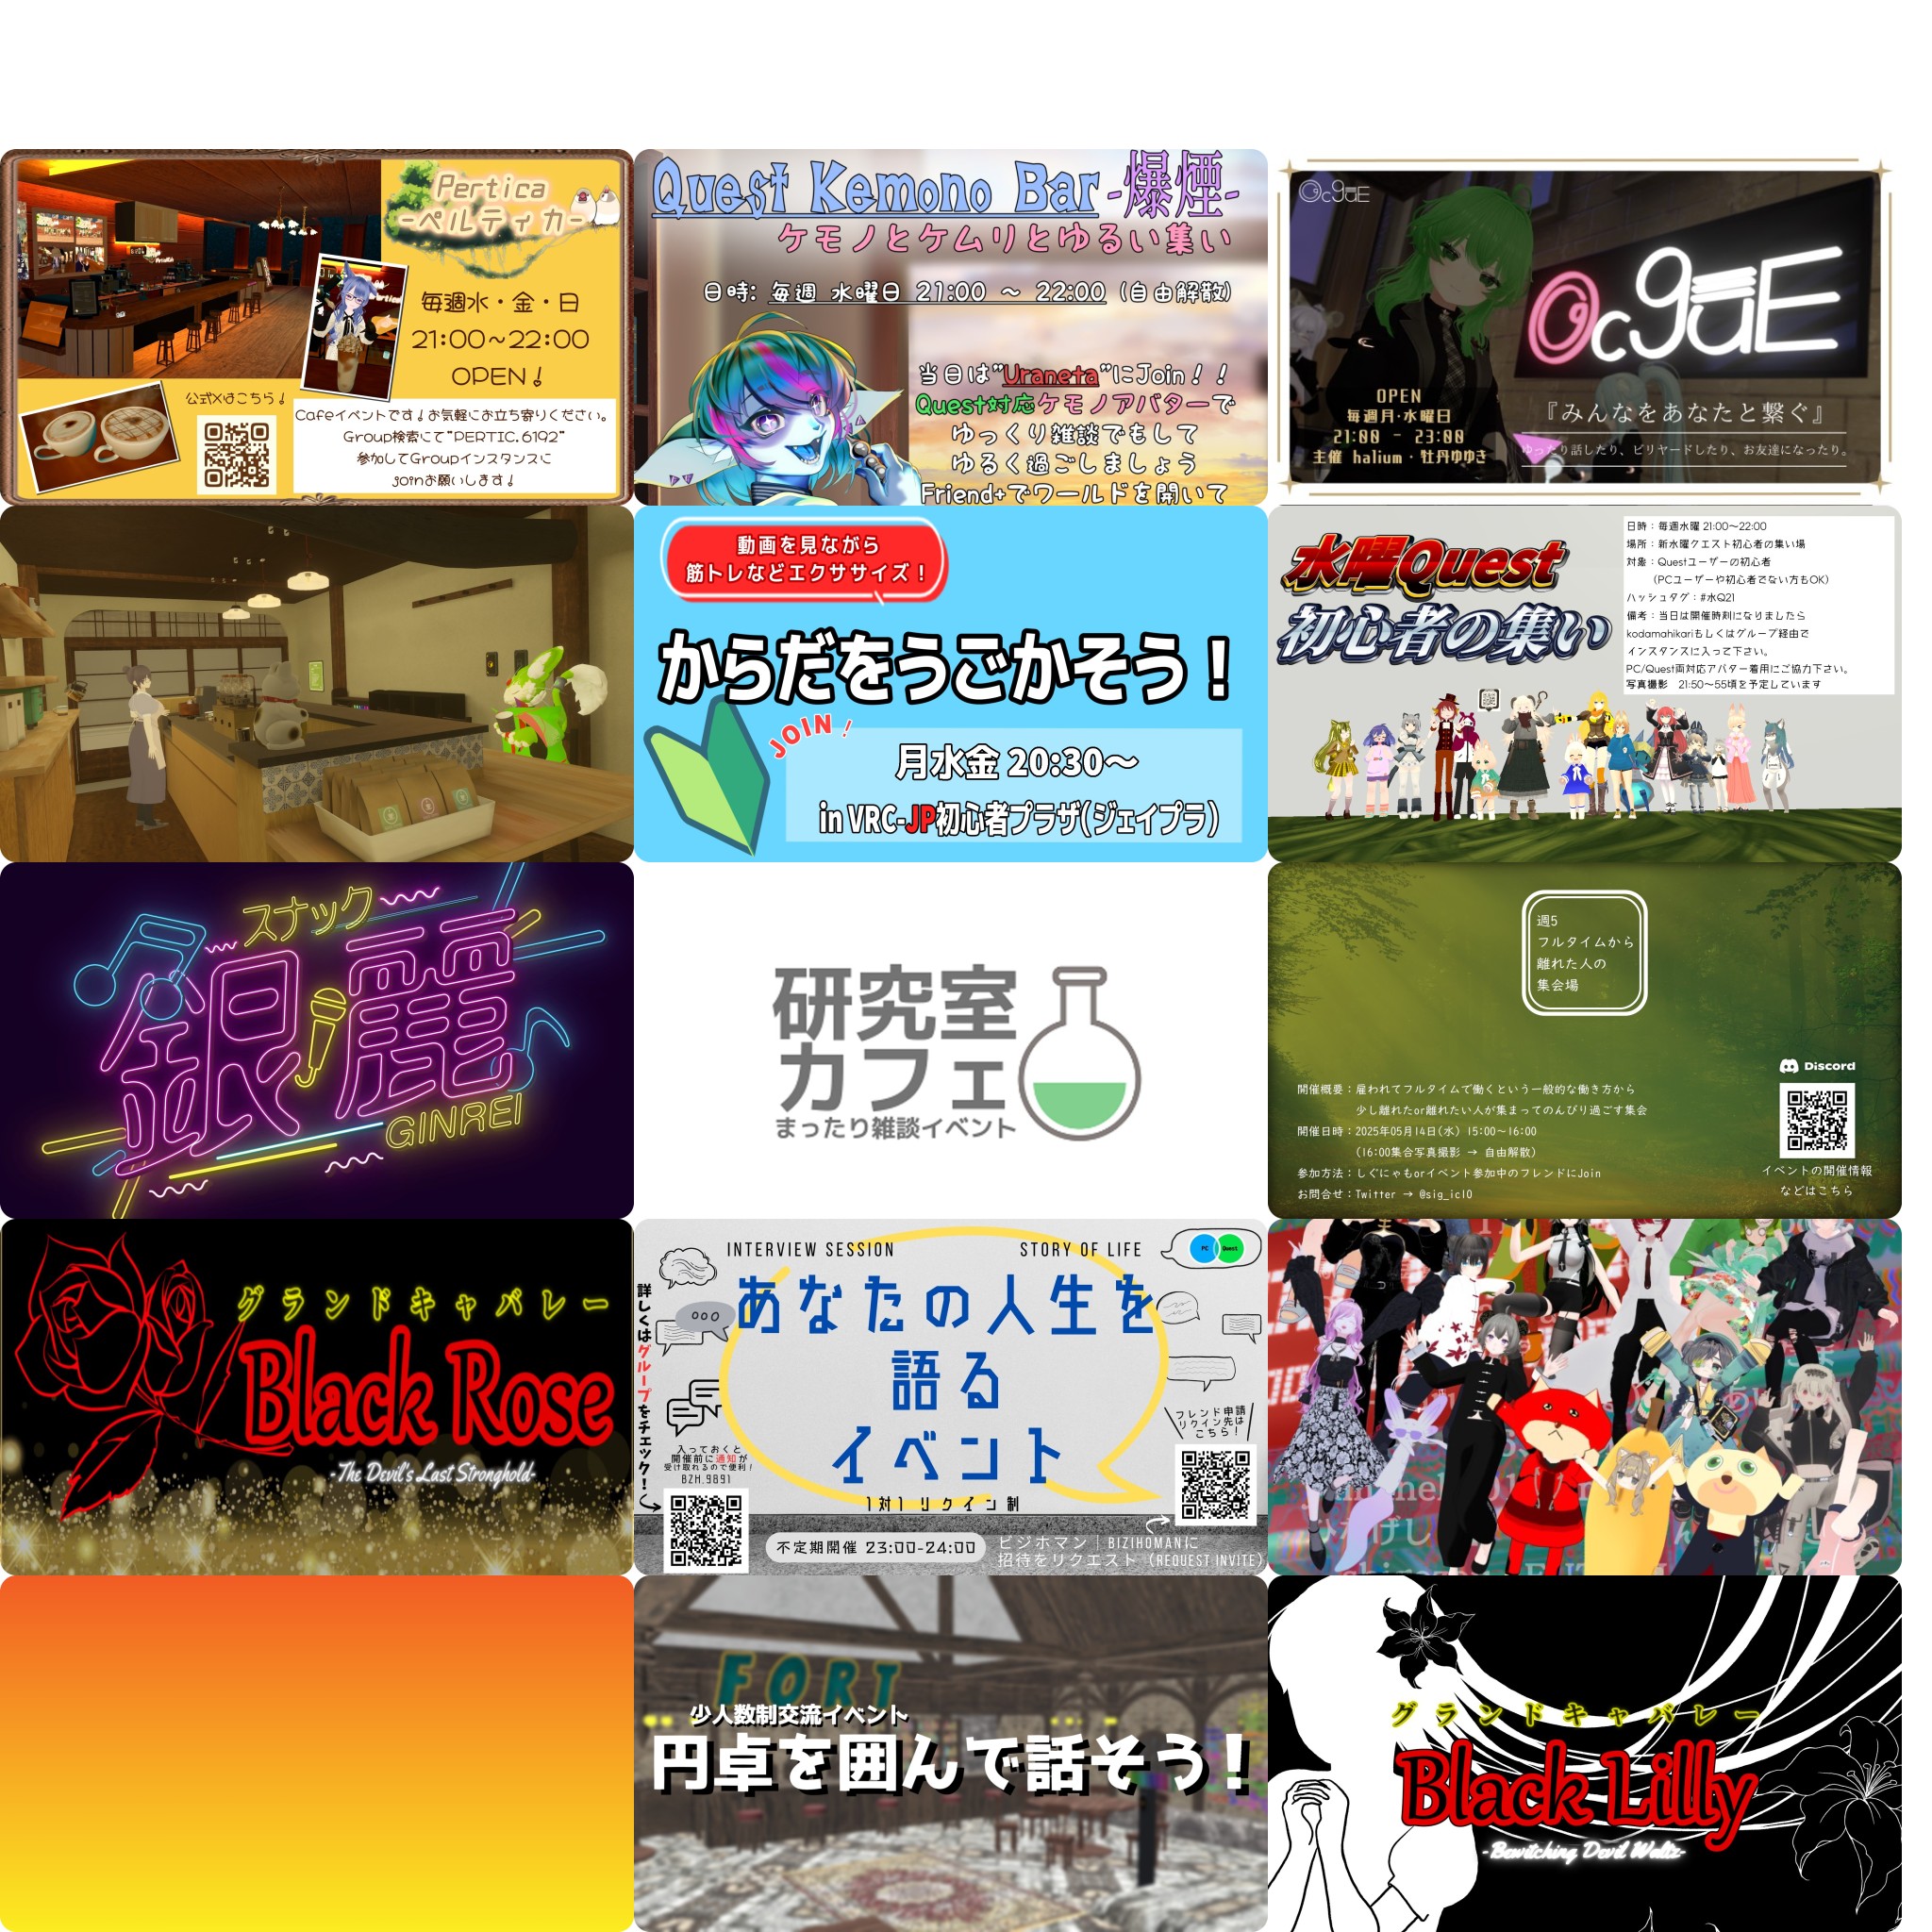 Pertica
-ペルティカ-
毎週水・金・日
21:00~22:00
OPEN!
公式Xはこちら!
Cafeイベントです!お気軽にお立ち寄りください。
Group検索にて"PERTIC.6192"
参加してGroupインスタンスに
joinお願いします!
Quest Kemono Bar-爆煙-
ケモノとケムリとゆるい集い
日時: 毎週 水曜日 21:00 ～ 22:00 (自由解散)
当日は"Uraneta"にJoin!!
Quest対応ケモノアバターで
ゆっくり雑談でもして
ゆるく過ごしましょう
Friend+でワールドを開いて
OcguE
OcguE
OPEN
毎週月・水曜日
21:00 - 23:00
主催 halium・牡丹ゆゆき
『みんなをあなたと繋ぐ』
ゆったり話したり、ビリヤードしたり、お友達になったり。
動画を見ながら
筋トレなどエクササイズ!
からだをうごかそう!
JOIN!
月水金 20:30～
in VRC-JP初心者プラザ(ジェイプラ)
水曜Quest
初心者の集い
日時：毎週水曜 21:00～22:00
場所：新水曜クエスト初心者の集い場
対象：Questユーザーの初心者
(PCユーザーや初心者でない方もOK)
ハッシュタグ：#水Q21
備考：当日は開催時刻になりましたら
kodamahikariもしくはグループ経由で
インスタンスに入って下さい。
PC/Quest両対応アバター着用にご協力下さい。
写真撮影 21:50~55頃を予定しています
スナック
銀麗
GINREI
研究室
カフェ
まったり雑談イベント
週5
フルタイムから
離れた人の
集会場
Discord
開催概要：雇われてフルタイムで働くという一般的な働き方から
少し離れたor離れたい人が集まってのんびり過ごす集会
開催日時：2025年05月14日(水) 15:00~16:00
(16:00集合写真撮影 → 自由解散)
参加方法：しぐにゃもorイベント参加中のフレンドにJoin
お問合せ：Twitter → @sig_icl0
イベントの開催情報
などはこちら
グランドキャバレー
Black Rose
-The Devil's Last Stronghold-
INTERVIEW SESSION
STORY OF LIFE
PC
Quest
あなたの人生を
語る
イベント
1対1 リクイン制
詳しくはグループをチェック!
入っておくと
開催前に通知が
受け取れるので便利!
BZH.9891
フレンド申請
リクイン先は
こちら!
不定期開催 23:00-24:00
ビジホマン｜BIZIHOMANに
招待をリクエスト (REQUEST INVITE)
FORT
少人数制交流イベント
円卓を囲んで話そう!
グランドキャバレー
Black Lilly
-Bewitching Devil Waltz-